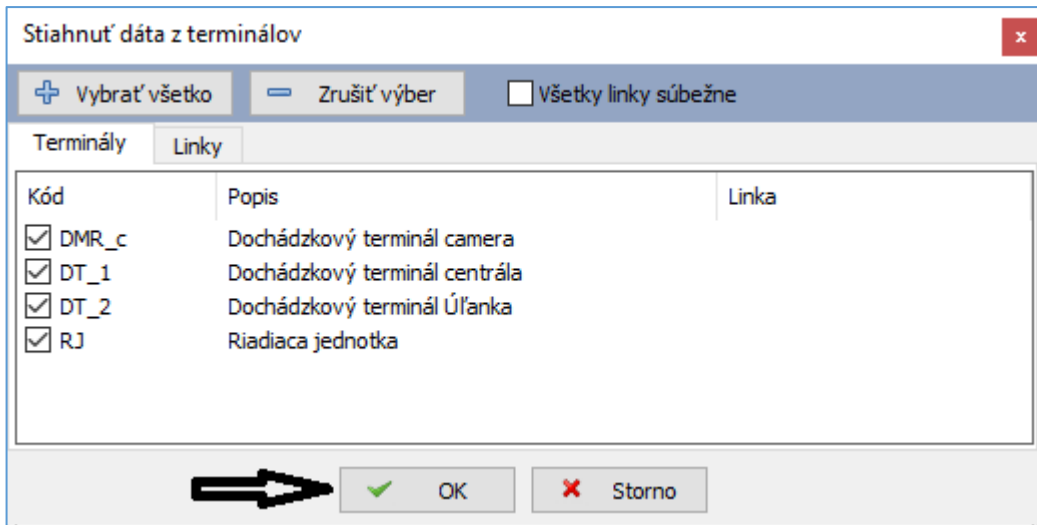 Stiahnuť dáta z terminálov
x
Vybrať všetko Zrušiť výber Všetky linky súbežne
Terminály Linky
Kód Popis Linka
DMR_c Dochádzkový terminál camera
DT_1 Dochádzkový terminál centrála
DT_2 Dochádzkový terminál Úľanka
RJ Riadiaca jednotka
OK Storno